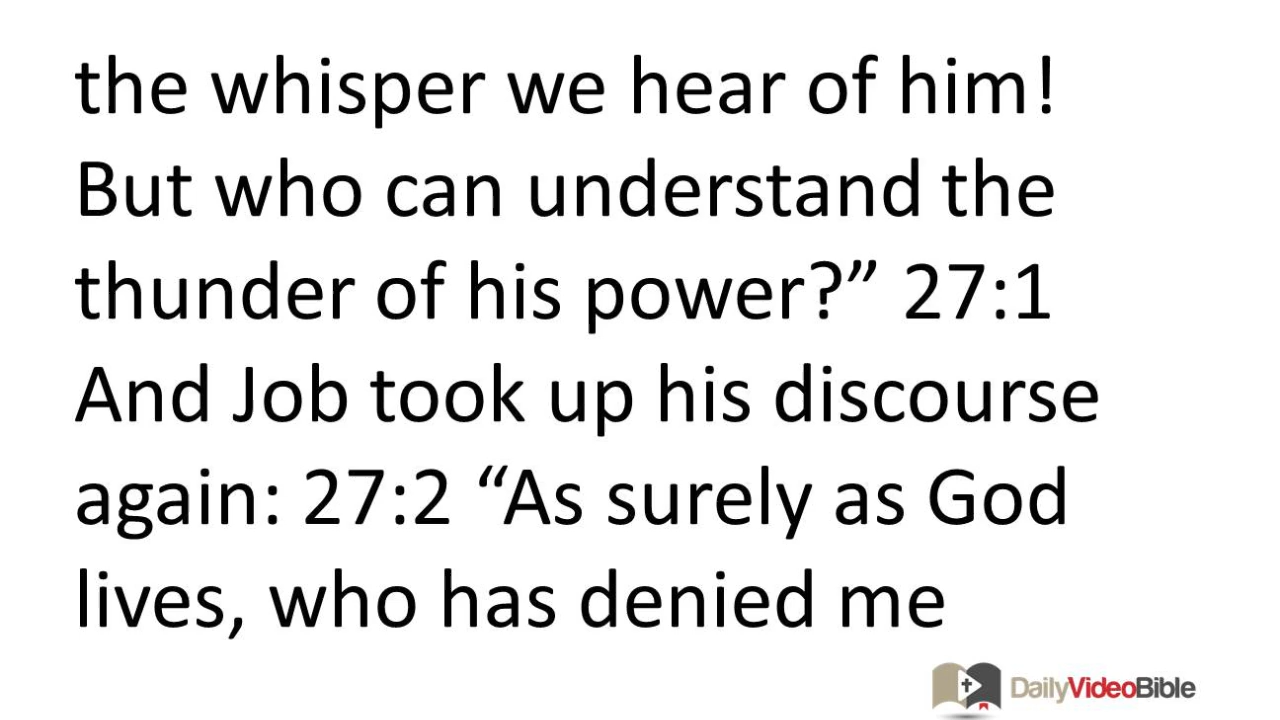 the whisper we hear of him!
But who can understand the
thunder of his power?” 27:1
And Job took up his discourse
again: 27:2 “As surely as God
lives, who has denied me
DailyVideoBible